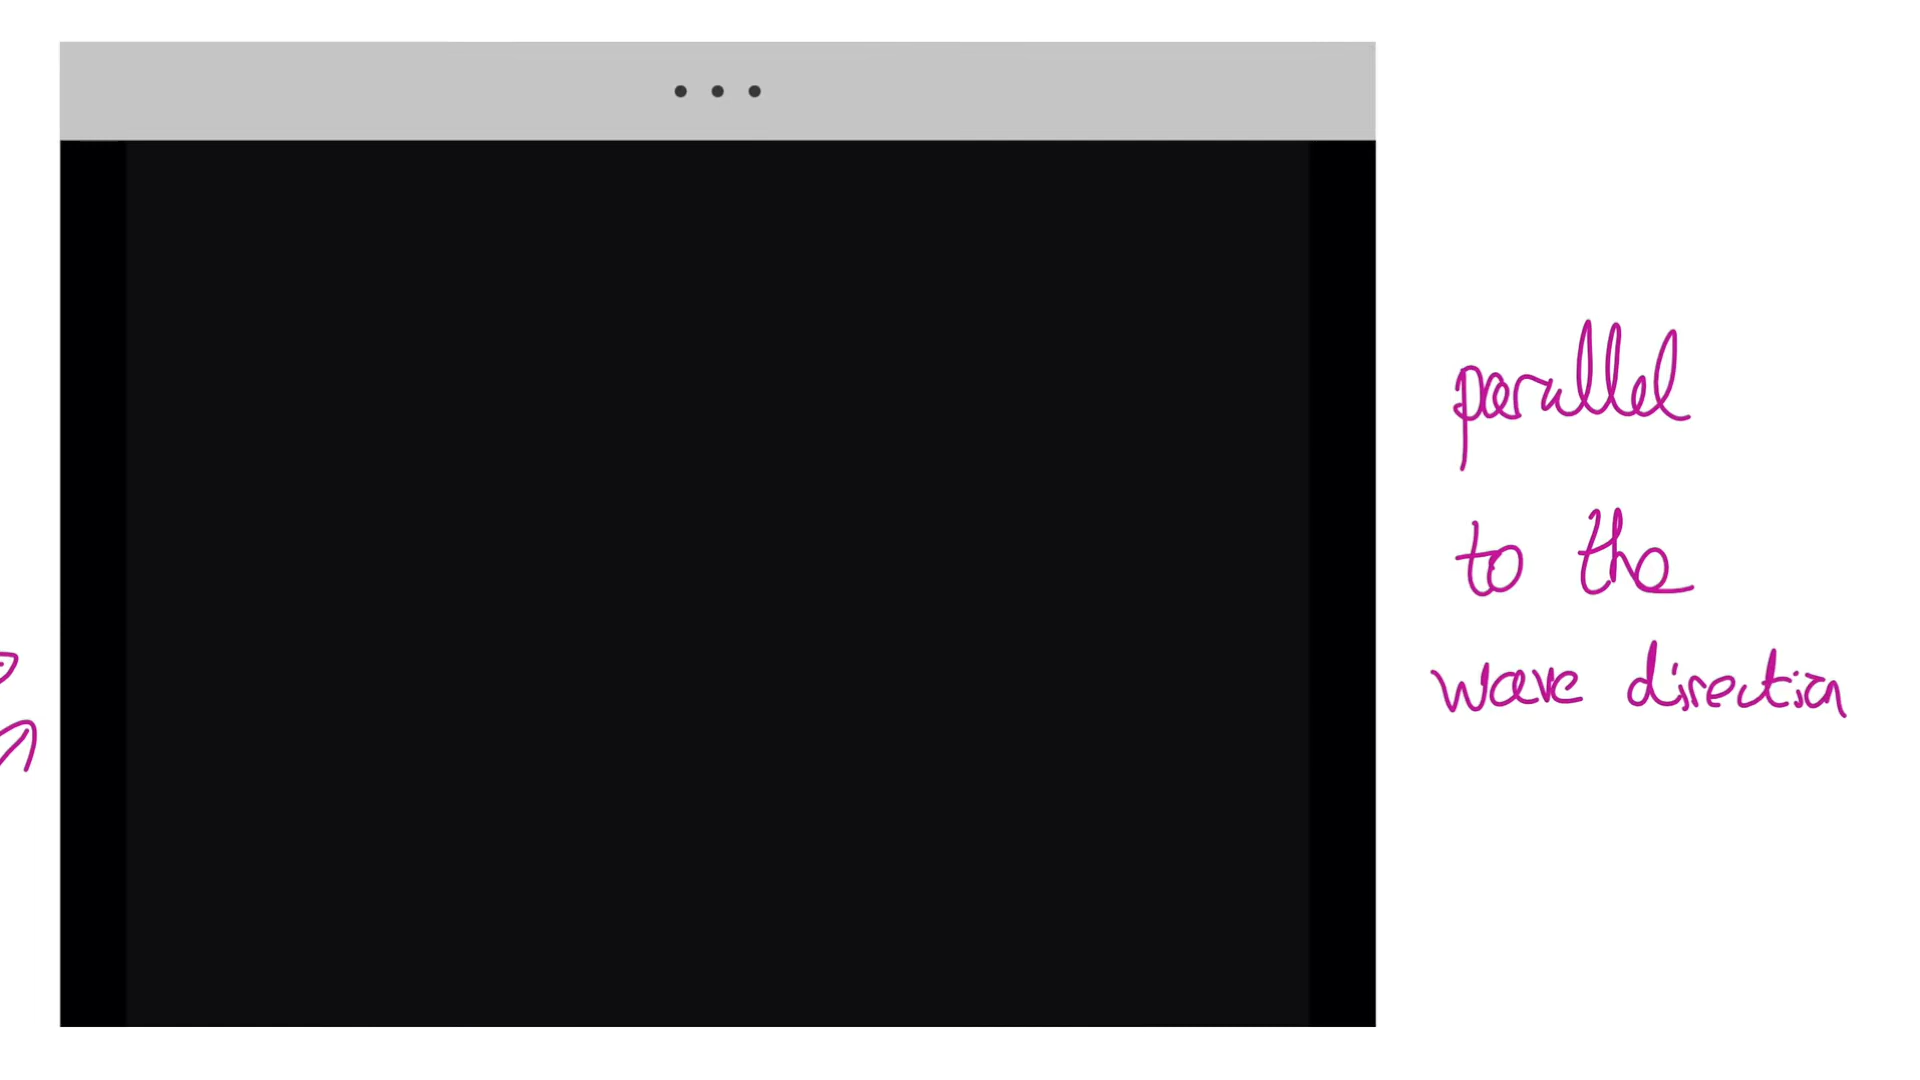 parallel
to the
wave direction